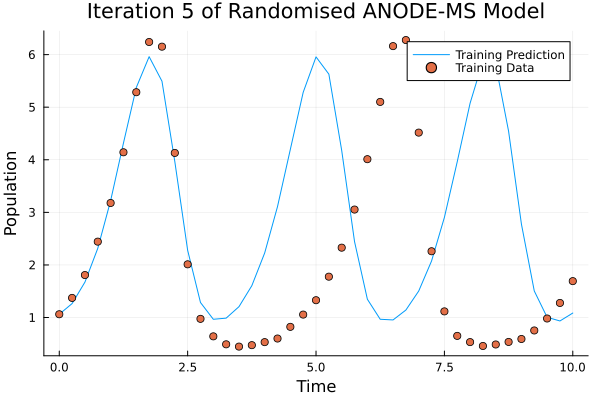 Iteration 5 of Randomised ANODE-MS Model
Training Prediction
Training Data
Population
6
5
4
3
2
1
0.0
2.5
5.0
7.5
10.0
Time